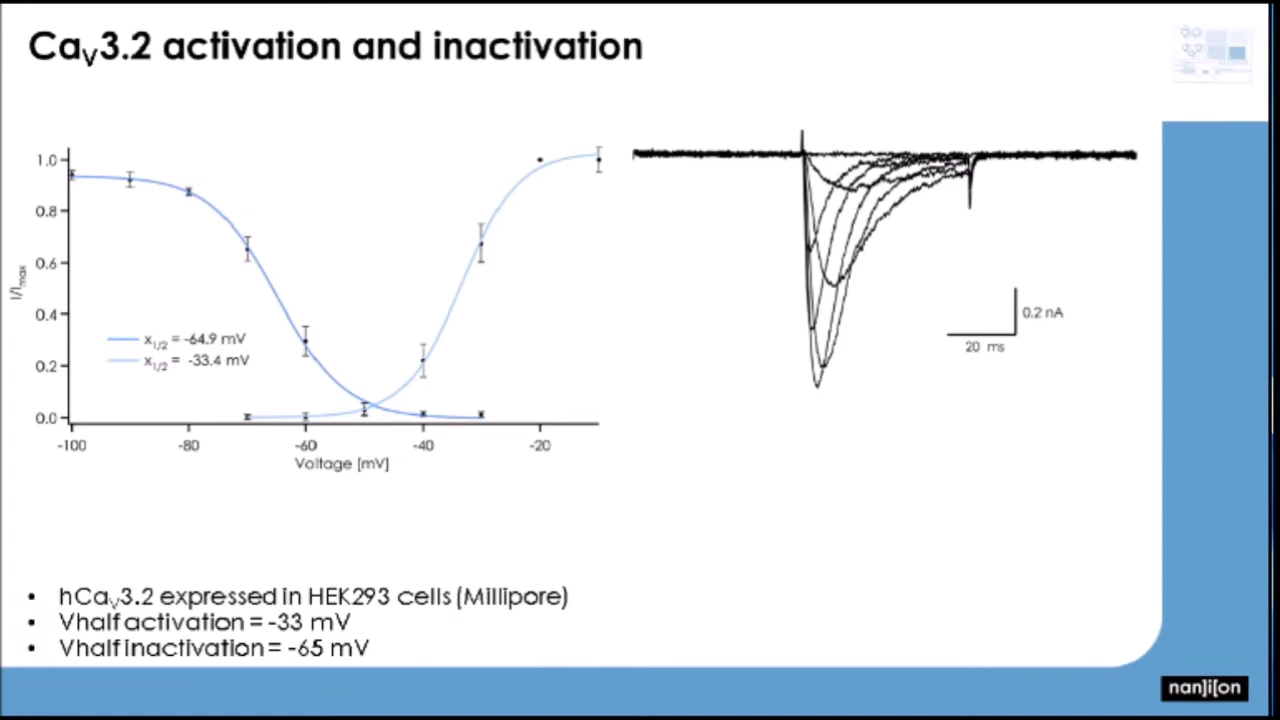 Cav3.2 activation and inactivation
1.0
0.8
0.6
0.4
0.2
0.0
I/Imax
x1/2 = -64.9 mV
x1/2 = -33.4 mV
-100
-80
-60
-40
-20
Voltage [mV]
0.2 nA
20 ms
• hCav3.2 expressed in HEK293 cells (Millipore)
• Vhalf activation = -33 mV
• Vhalf inactivation = -65 mV
nan]i[on